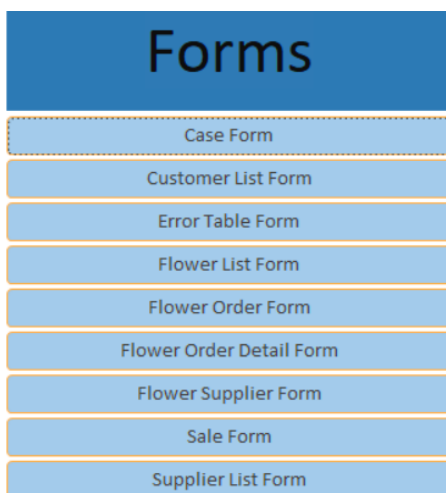 Forms
Case Form
Customer List Form
Error Table Form
Flower List Form
Flower Order Form
Flower Order Detail Form
Flower Supplier Form
Sale Form
Supplier List Form